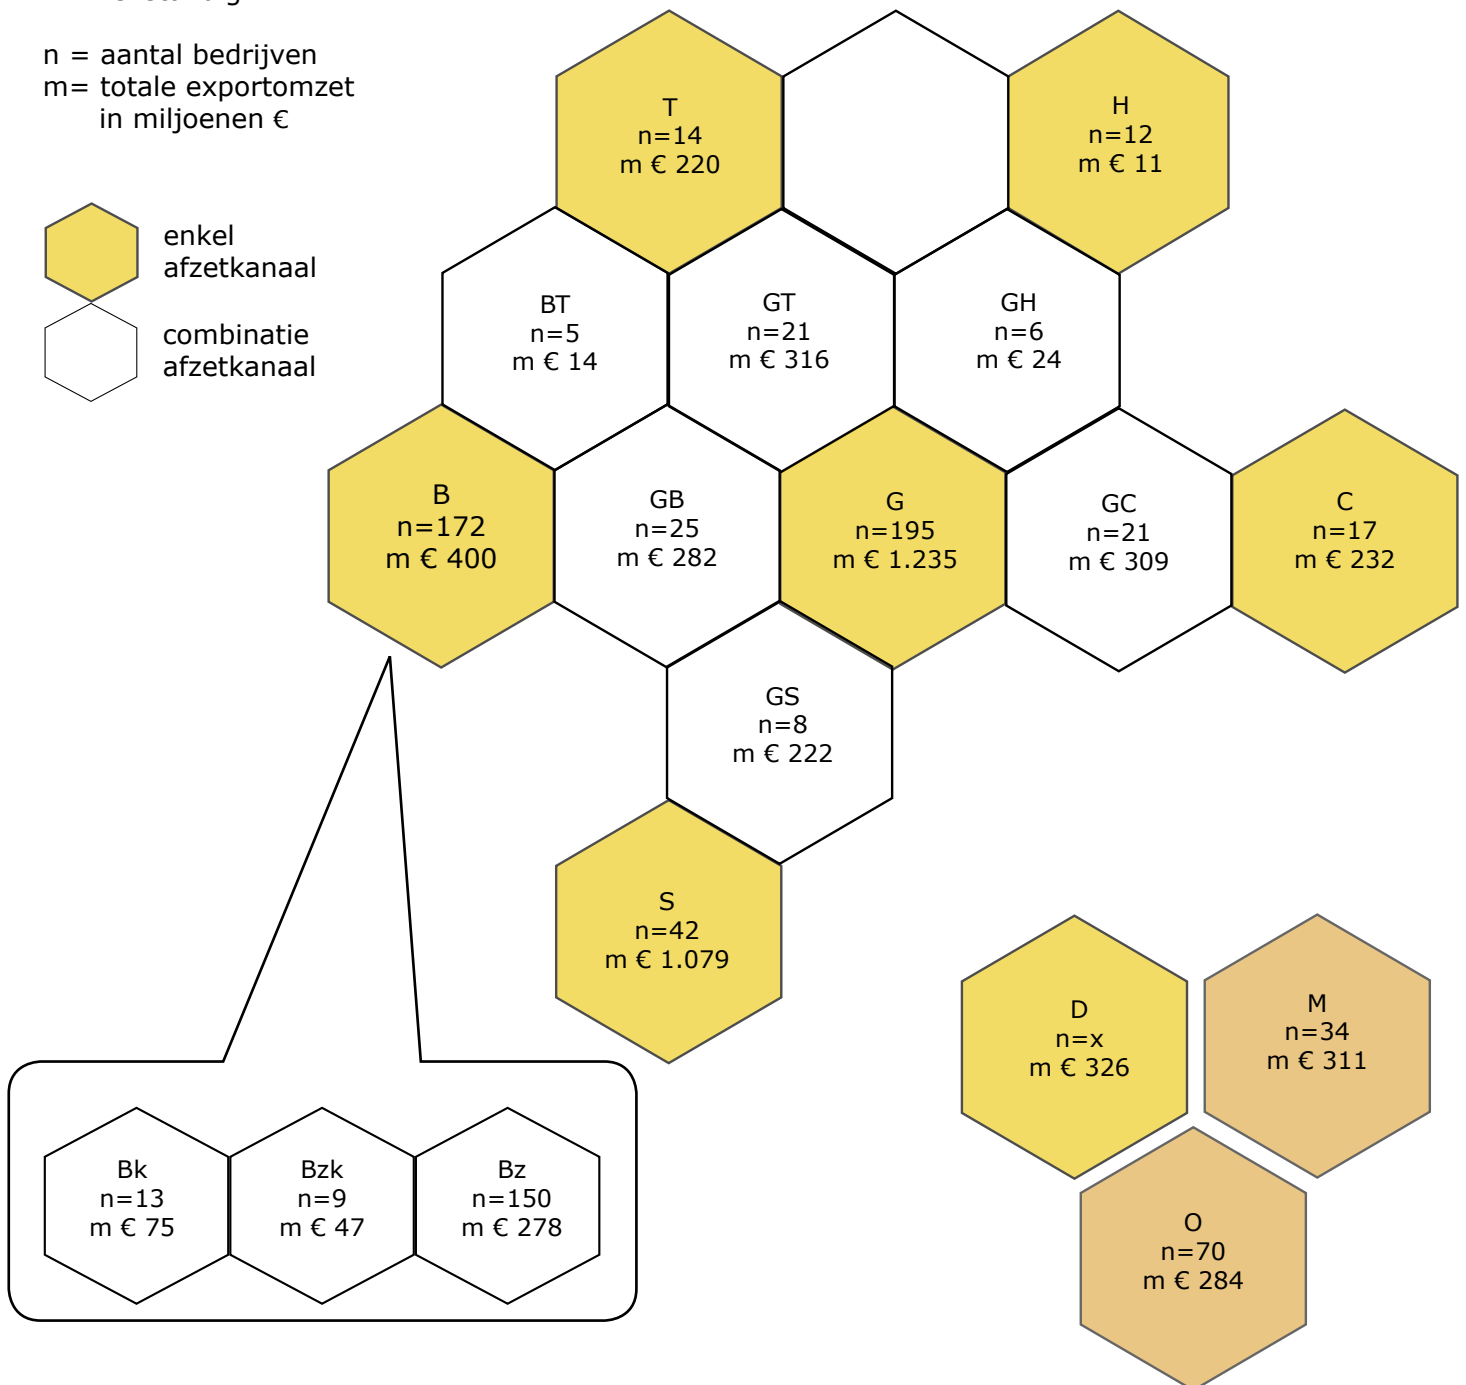 n = aantal bedrijven
m= totale exportomzet
in miljoenen €
enkel
afzetkanaal
combinatie
afzetkanaal
T
n=14
m € 220
H
n=12
m € 11
BT
n=5
m € 14
GT
n=21
m € 316
GH
n=6
m € 24
B
n=172
m € 400
GB
n=25
m € 282
G
n=195
m € 1.235
GC
n=21
m € 309
C
n=17
m € 232
GS
n=8
m € 222
S
n=42
m € 1.079
D
n=x
m € 326
M
n=34
m € 311
O
n=70
m € 284
Bk
n=13
m € 75
Bzk
n=9
m € 47
Bz
n=150
m € 278